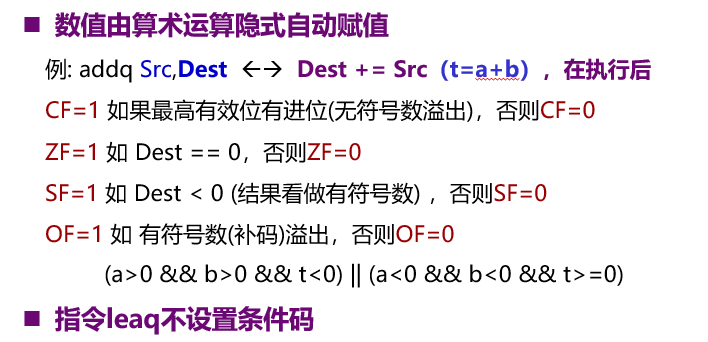 ■ 数值由算术运算隐式自动赋值
例: addq Src,Dest ←→ Dest += Src（t=a+b），在执行后
CF=1 如果最高有效位有进位(无符号数溢出)，否则CF=0
ZF=1 如 Dest == 0，否则ZF=0
SF=1 如 Dest < 0 (结果看做有符号数) ，否则SF=0
OF=1 如 有符号数(补码)溢出，否则OF=0
(a>0 && b>0 && t<0) || (a<0 && b<0 && t>=0)
■ 指令leaq不设置条件码